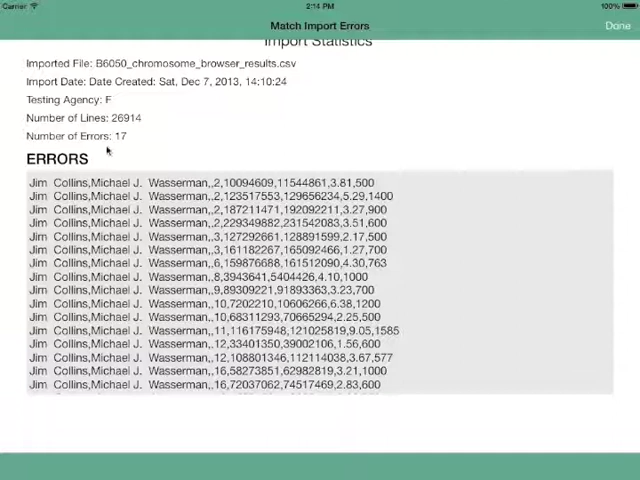 Carrier 2:14 PM 100%
Match Import Errors Done
Import Statistics
Imported File: B6050_chromosome_browser_results.csv
Import Date: Date Created: Sat, Dec 7, 2013, 14:10:24
Testing Agency: F
Number of Lines: 26914
Number of Errors: 17
ERRORS
Jim Collins,Michael J. Wasserman,,2,10094609,11544861,3.81,500
Jim Collins,Michael J. Wasserman,,2,123517553,129656234,5.29,1400
Jim Collins,Michael J. Wasserman,,2,187211471,192092211,3.27,900
Jim Collins,Michael J. Wasserman,,2,229349882,231542083,3.51,600
Jim Collins,Michael J. Wasserman,,3,127292661,128891599,2.17,500
Jim Collins,Michael J. Wasserman,,3,161182267,165092466,1.27,700
Jim Collins,Michael J. Wasserman,,6,159876688,161512090,4.30,763
Jim Collins,Michael J. Wasserman,,8,3943641,5404426,4.10,1000
Jim Collins,Michael J. Wasserman,,9,89309221,91893363,3.23,700
Jim Collins,Michael J. Wasserman,,10,7202210,10606266,6.38,1200
Jim Collins,Michael J. Wasserman,,10,68311293,70665294,2.25,500
Jim Collins,Michael J. Wasserman,,11,116175948,121025819,9.05,1585
Jim Collins,Michael J. Wasserman,,12,33401350,39002106,1.56,600
Jim Collins,Michael J. Wasserman,,12,108801346,112114038,3.67,577
Jim Collins,Michael J. Wasserman,,16,58273851,62982819,3.21,1000
Jim Collins,Michael J. Wasserman,,16,72037062,74517469,2.83,600